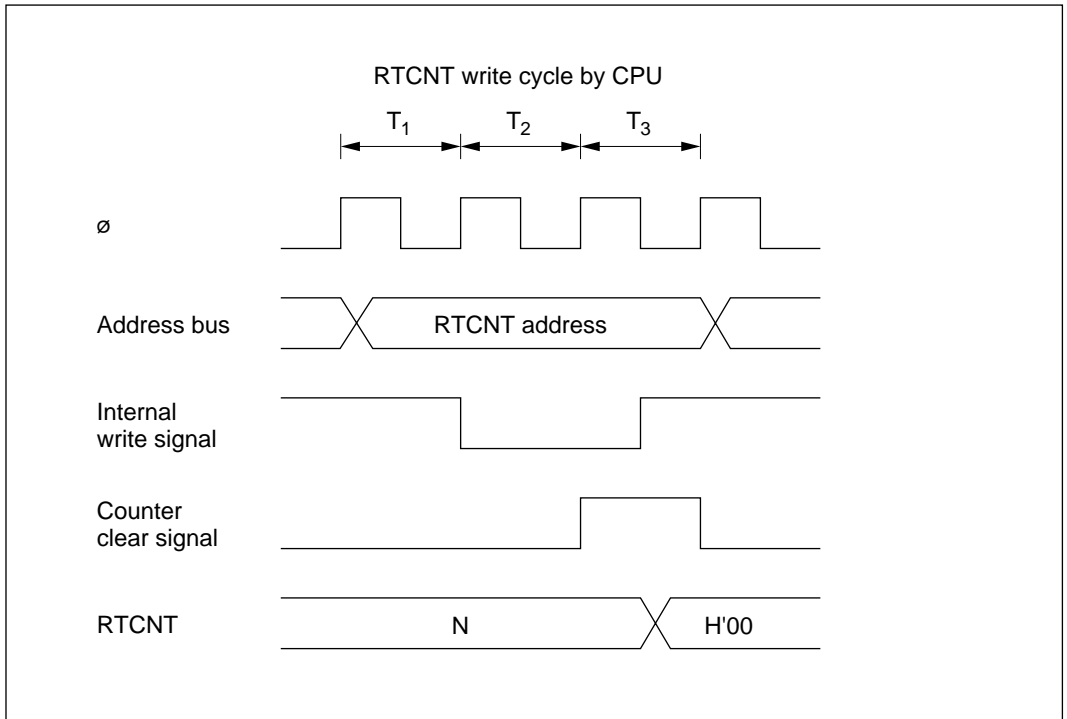 RTCNT write cycle by CPU
T1 T2 T3
ø
Address bus RTCNT address
Internal
write signal
Counter
clear signal
RTCNT N H'00